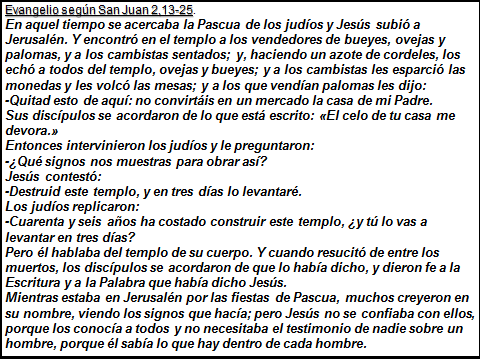 Evangelio según San Juan 2,13-25.
En aquel tiempo se acercaba la Pascua de los judíos y Jesús subió a
Jerusalén. Y encontró en el templo a los vendedores de bueyes, ovejas y
palomas, y a los cambistas sentados; y, haciendo un azote de cordeles, los
echó a todos del templo, ovejas y bueyes; y a los cambistas les esparció las
monedas y les volcó las mesas; y a los que vendían palomas les dijo:
-Quitad esto de aquí: no convirtáis en un mercado la casa de mi Padre.
Sus discípulos se acordaron de lo que está escrito: «El celo de tu casa me
devora.»
Entonces intervinieron los judíos y le preguntaron:
-¿Qué signos nos muestras para obrar así?
Jesús contestó:
-Destruid este templo, y en tres días lo levantaré.
Los judíos replicaron:
-Cuarenta y seis años ha costado construir este templo, ¿y tú lo vas a
levantar en tres días?
Pero él hablaba del templo de su cuerpo. Y cuando resucitó de entre los
muertos, los discípulos se acordaron de que lo había dicho, y dieron fe a la
Escritura y a la Palabra que había dicho Jesús.
Mientras estaba en Jerusalén por las fiestas de Pascua, muchos creyeron en
su nombre, viendo los signos que hacía; pero Jesús no se confiaba con ellos,
porque los conocía a todos y no necesitaba el testimonio de nadie sobre un
hombre, porque él sabía lo que hay dentro de cada hombre.